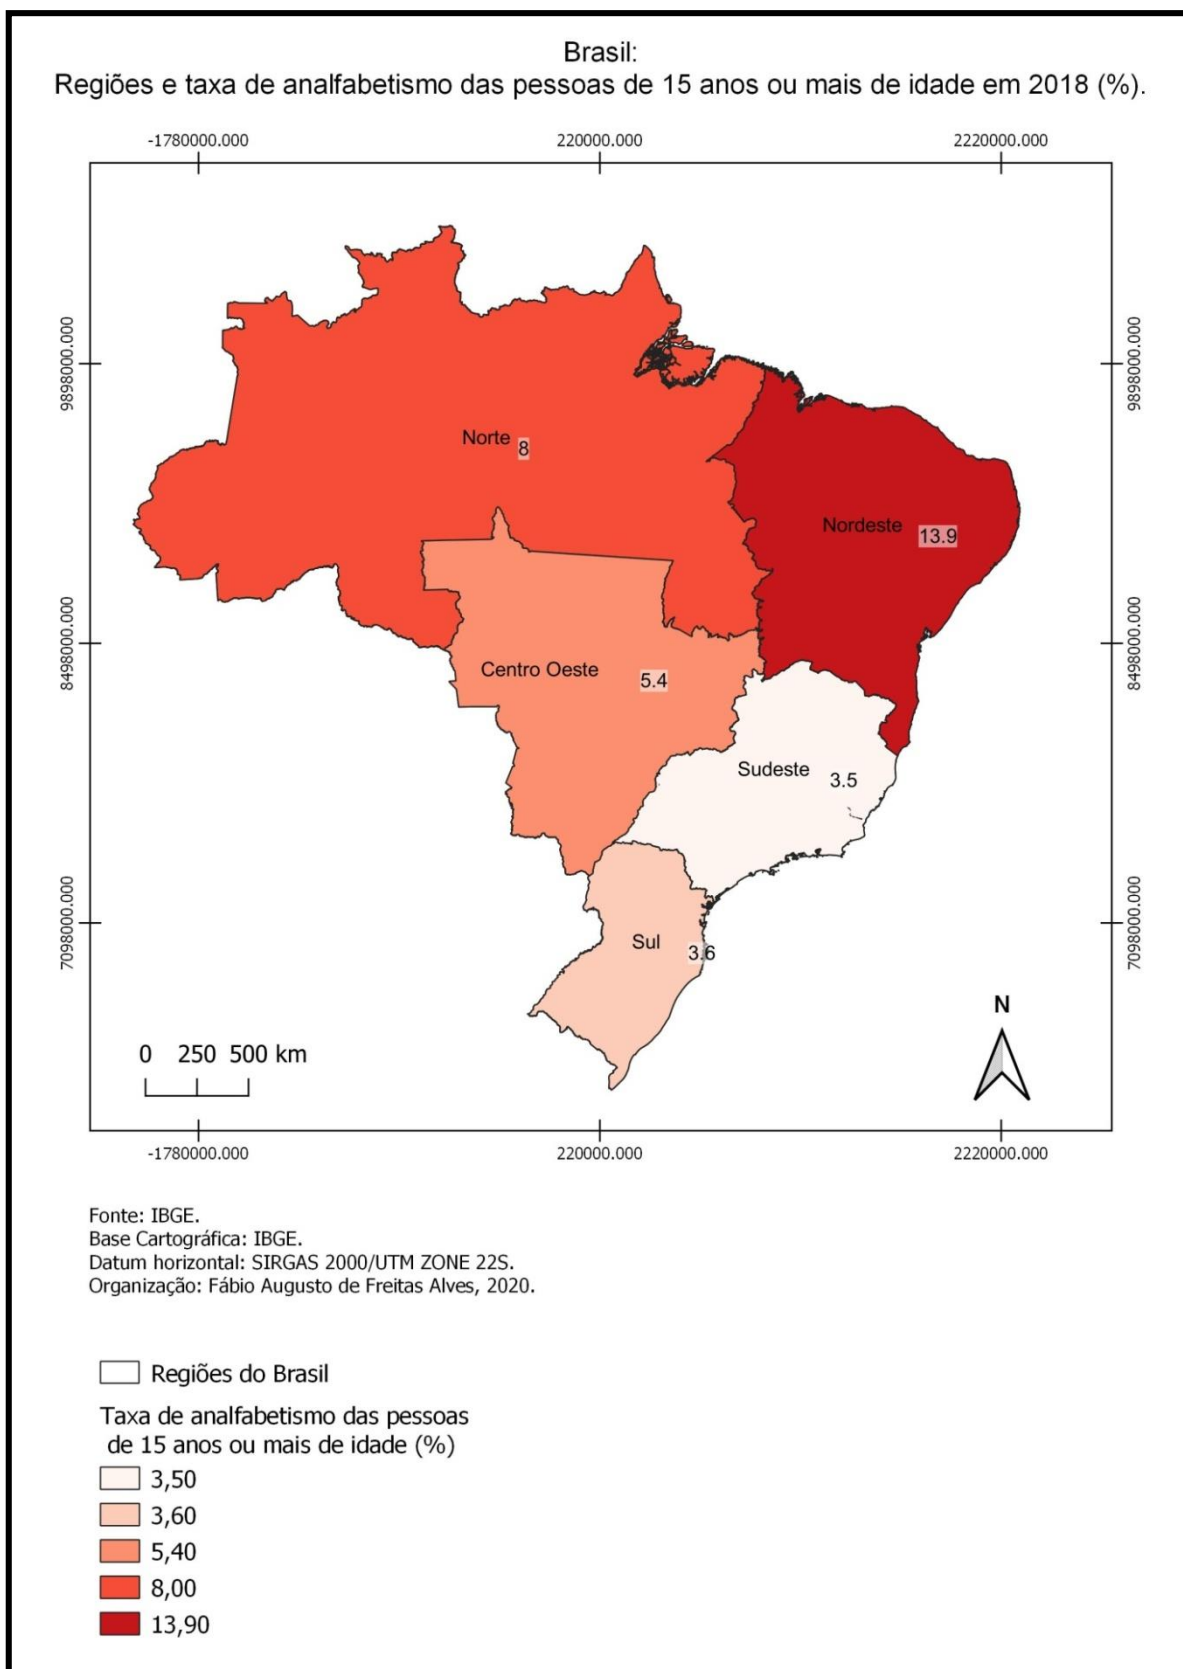 Brasil:
Regiões e taxa de analfabetismo das pessoas de 15 anos ou mais de idade em 2018 (%).
-1780000.000
220000.000
2220000.000
9898000.000
9898000.000
Norte
8
Nordeste
13.9
8498000.000
8498000.000
Centro Oeste
5.4
Sudeste
3.5
7098000.000
7098000.000
Sul
3.6
N
0 250 500 km
-1780000.000
220000.000
2220000.000
Fonte: IBGE.
Base Cartográfica: IBGE.
Datum horizontal: SIRGAS 2000/UTM ZONE 22S.
Organização: Fábio Augusto de Freitas Alves, 2020.
Regiões do Brasil
Taxa de analfabetismo das pessoas
de 15 anos ou mais de idade (%)
3,50
3,60
5,40
8,00
13,90